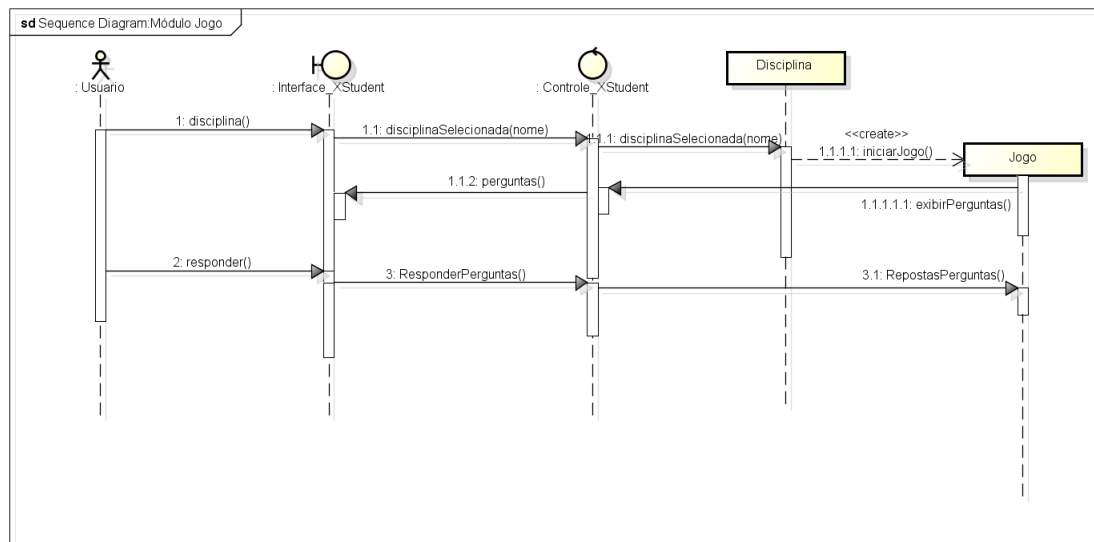 sd Sequence Diagram:Módulo Jogo
: Usuario
: Interface_XStudent
: Controle_XStudent
Disciplina
1: disciplina()
1.1: disciplinaSelecionada(nome)
1.1.1: disciplinaSelecionada(nome)
<<create>>
1.1.1.1: iniciarJogo()
Jogo
1.1.2: perguntas()
1.1.1.1.1: exibirPerguntas()
2: responder()
3: ResponderPerguntas()
3.1: RepostasPerguntas()